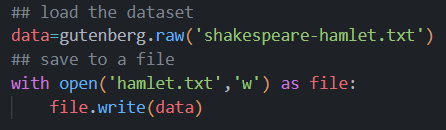 ## load the dataset
data=gutenberg.raw('shakespeare-hamlet.txt')
## save to a file
with open('hamlet.txt','w') as file:
    file.write(data)